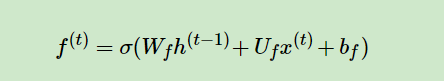 f^{(t)} = σ(W_f h^{(t−1)} + U_f x^{(t)} + b_f)